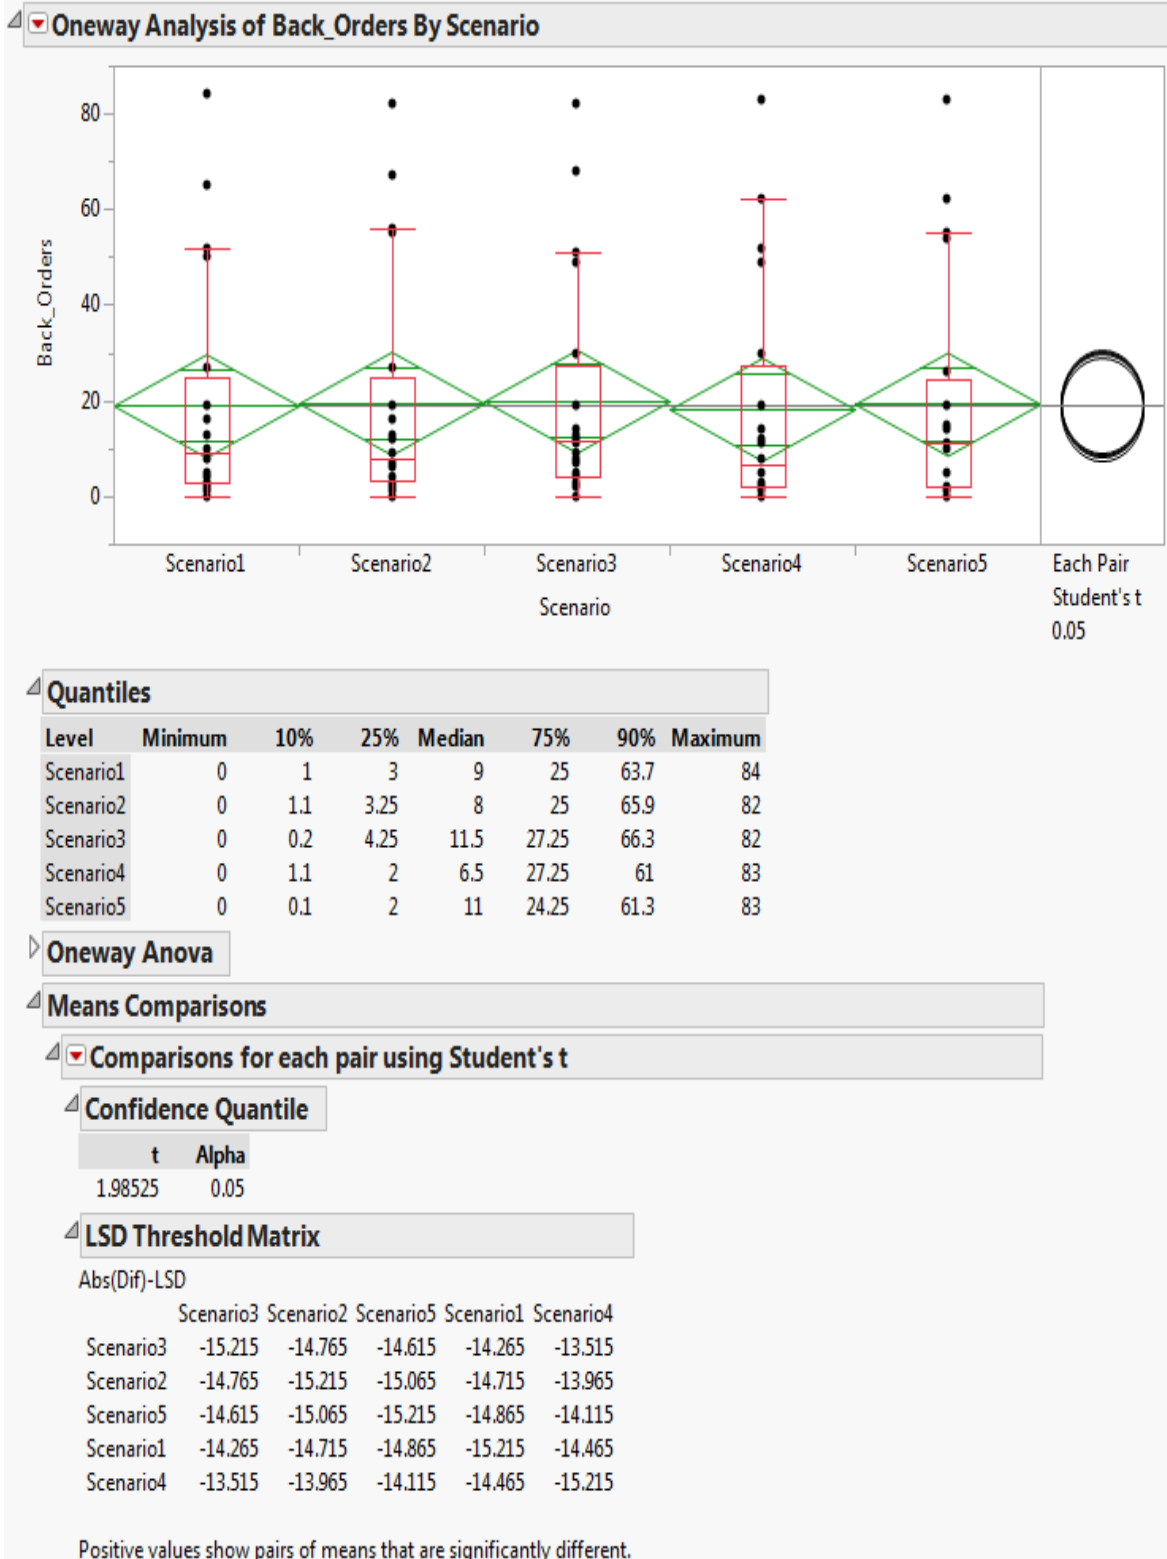 Oneway Analysis of Back_Orders By Scenario
80
60
40
20
0
Back_Orders
Scenario1 Scenario2 Scenario3 Scenario4 Scenario5
Scenario
Each Pair
Student's t
0.05
Quantiles
Level Minimum 10% 25% Median 75% 90% Maximum
Scenario1 0 1 3 9 25 63.7 84
Scenario2 0 1.1 3.25 8 25 65.9 82
Scenario3 0 0.2 4.25 11.5 27.25 66.3 82
Scenario4 0 1.1 2 6.5 27.25 61 83
Scenario5 0 0.1 2 11 24.25 61.3 83
Oneway Anova
Means Comparisons
Comparisons for each pair using Student's t
Confidence Quantile
t Alpha
1.98525 0.05
LSD Threshold Matrix
Abs(Dif)-LSD
Scenario3 Scenario2 Scenario5 Scenario1 Scenario4
Scenario3 -15.215 -14.765 -14.615 -14.265 -13.515
Scenario2 -14.765 -15.215 -15.065 -14.715 -13.965
Scenario5 -14.615 -15.065 -15.215 -14.865 -14.115
Scenario1 -14.265 -14.715 -14.865 -15.215 -14.465
Scenario4 -13.515 -13.965 -14.115 -14.465 -15.215
Positive values show pairs of means that are significantly different.